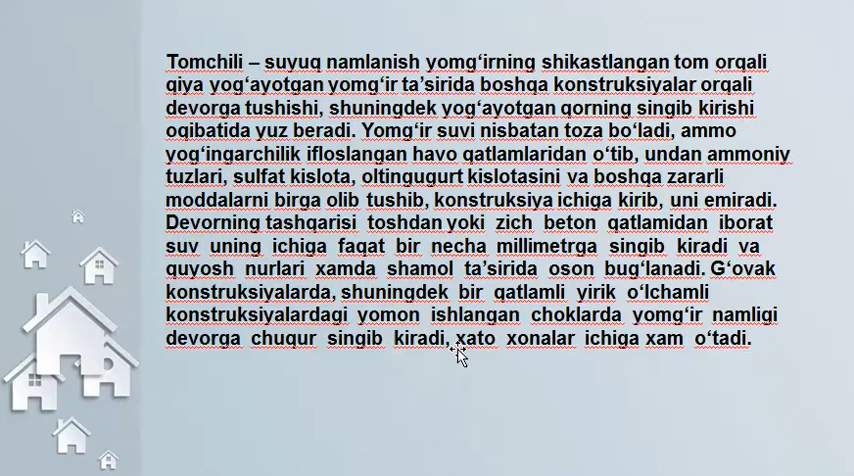 Tomchili – suyuq namlanish yomg‘irning shikastlangan tom orqali
qiya yog‘ayotgan yomg‘ir ta’sirida boshqa konstruksiyalar orqali
devorga tushishi, shuningdek yog‘ayotgan qorning singib kirishi
oqibatida yuz beradi. Yomg‘ir suvi nisbatan toza bo‘ladi, ammo
yog‘ingarchilik ifloslangan havo qatlamlaridan o‘tib, undan ammoniy
tuzlari, sulfat kislota, oltingugurt kislotasini va boshqa zararli
moddalarni birga olib tushib, konstruksiya ichiga kirib, uni emiradi.
Devorning tashqarisi toshdan yoki zich beton qatlamidan iborat
suv uning ichiga faqat bir necha millimetrga singib kiradi va
quyosh nurlari xamda shamol ta’sirida oson bug‘lanadi. G‘ovak
konstruksiyalarda, shuningdek bir qatlamli yirik o‘lchamli
konstruksiyalardagi yomon ishlangan choklarda yomg‘ir namligi
devorga chuqur singib kiradi, xato xonalar ichiga xam o‘tadi.